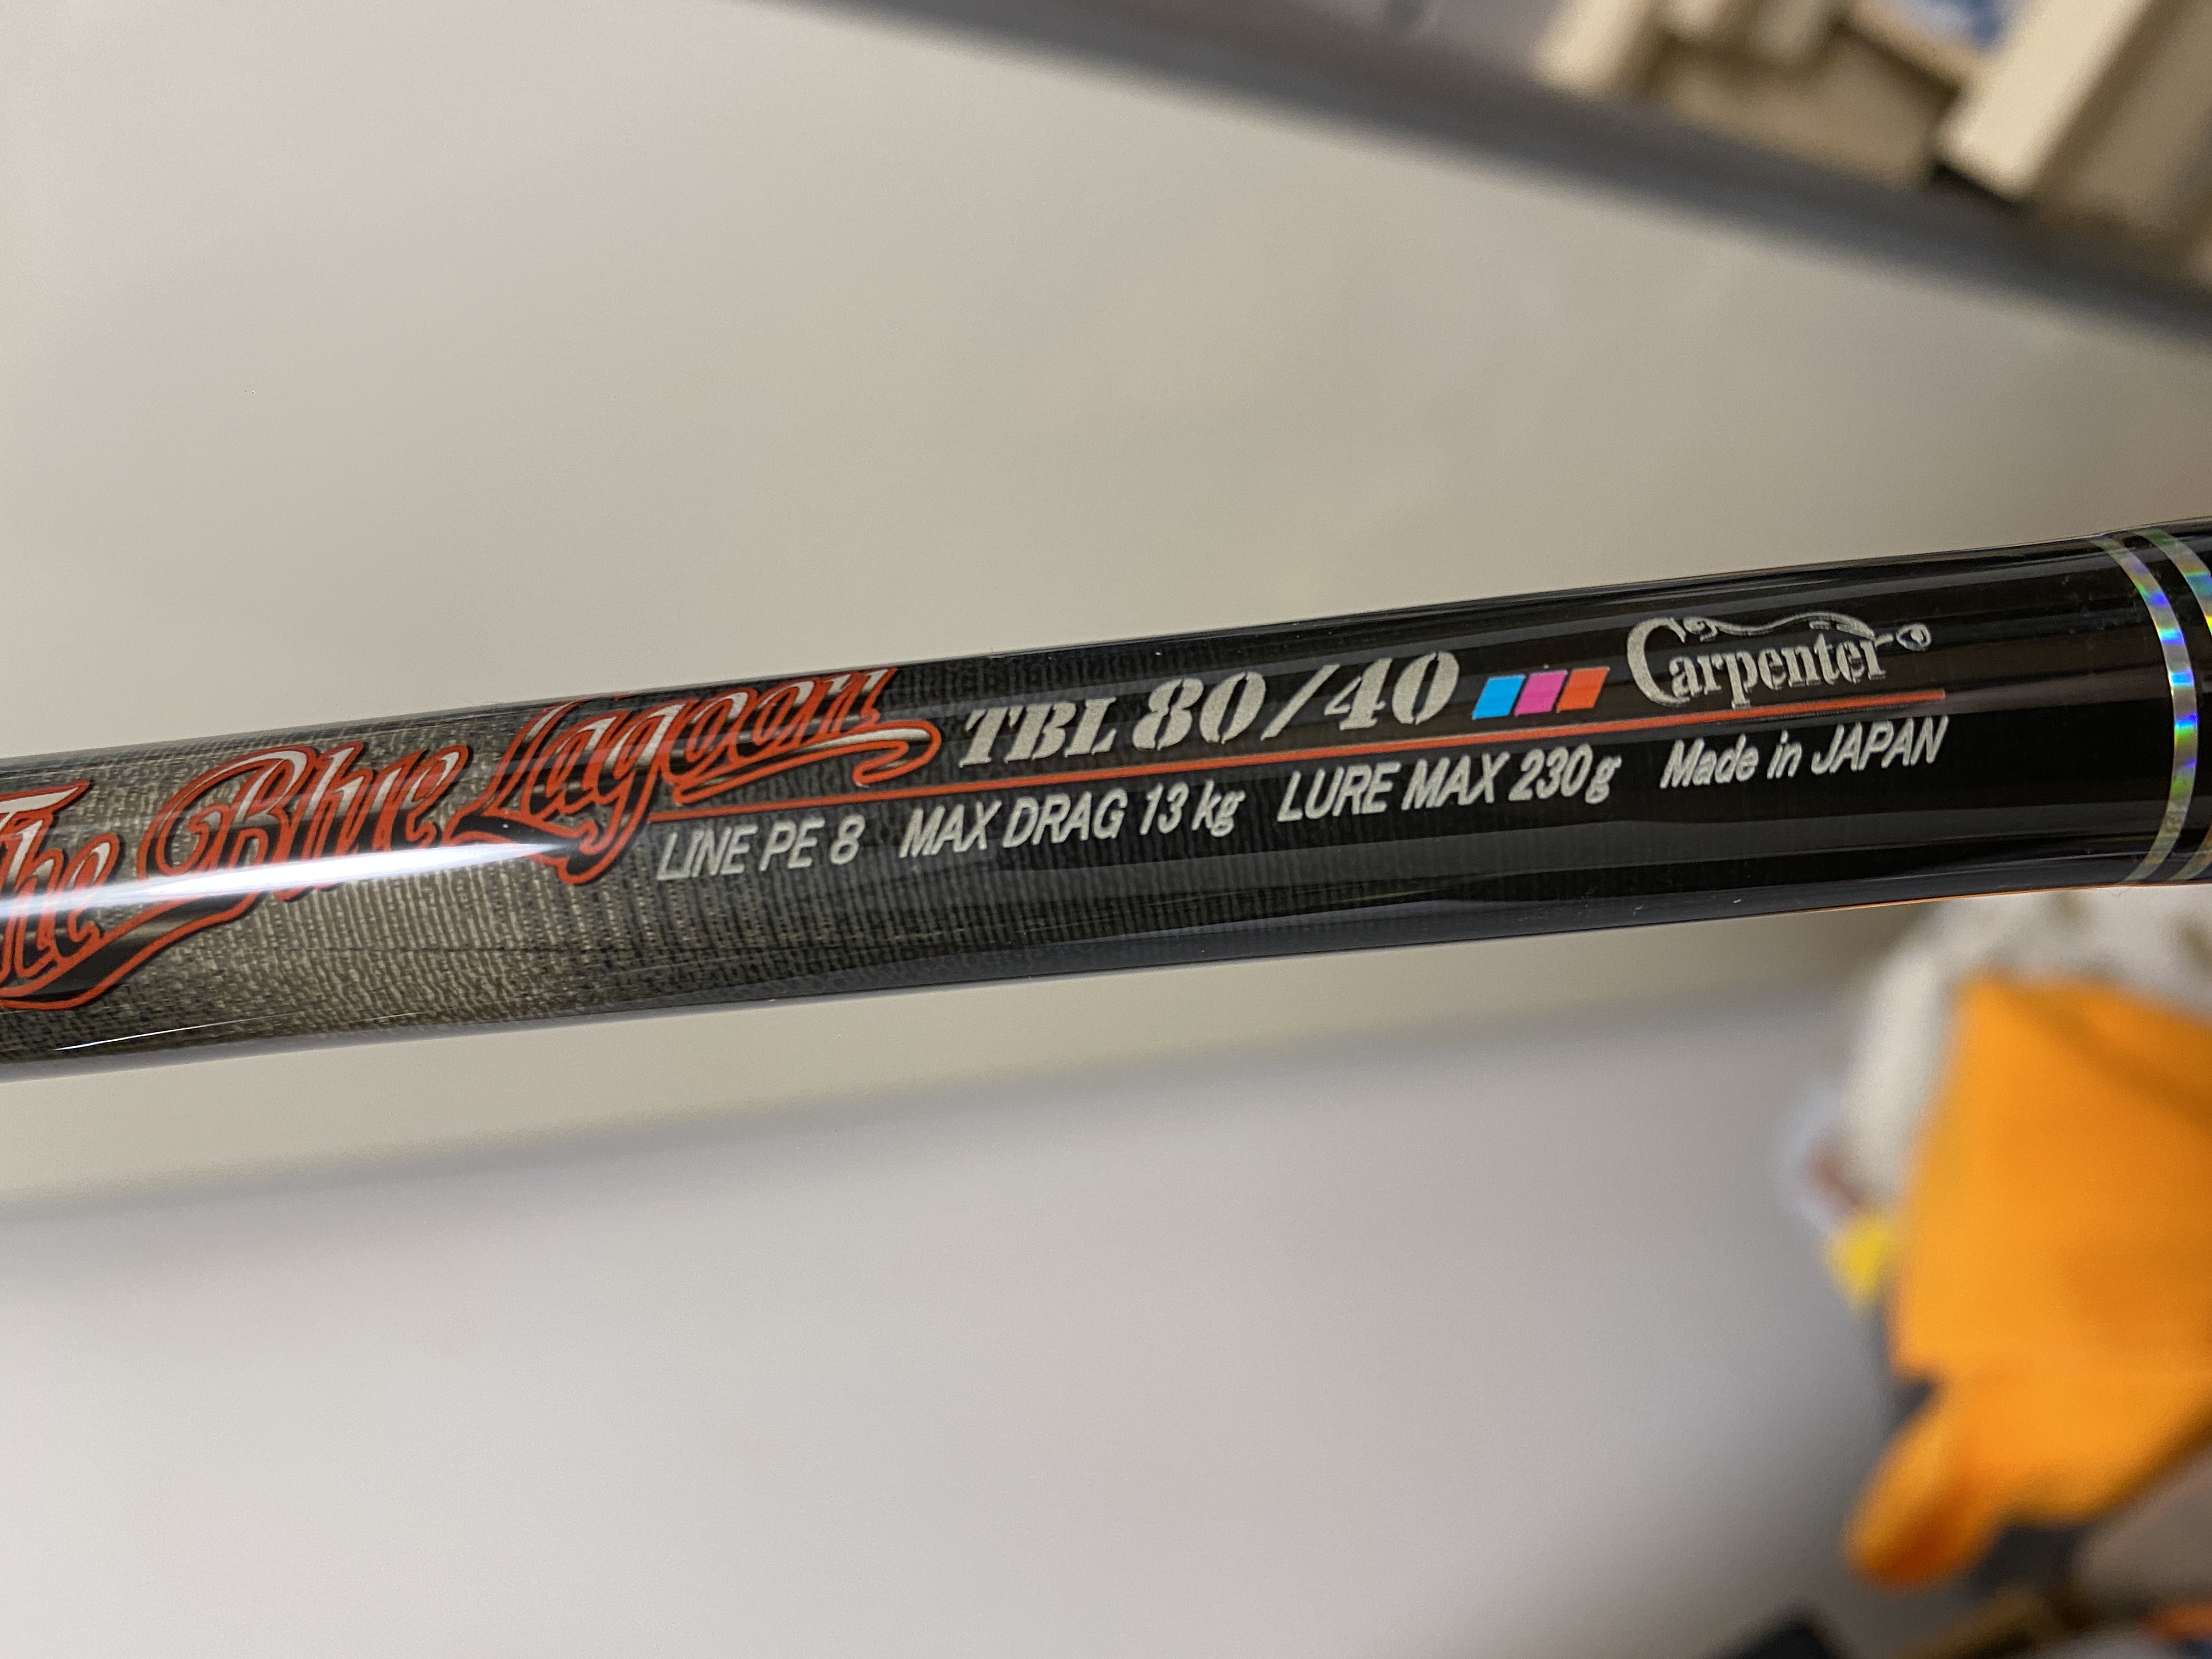 The Blue Lagoon TBL 80/40 Carpenter
LINE PE 8 MAX DRAG 13 kg LURE MAX 230g Made in JAPAN